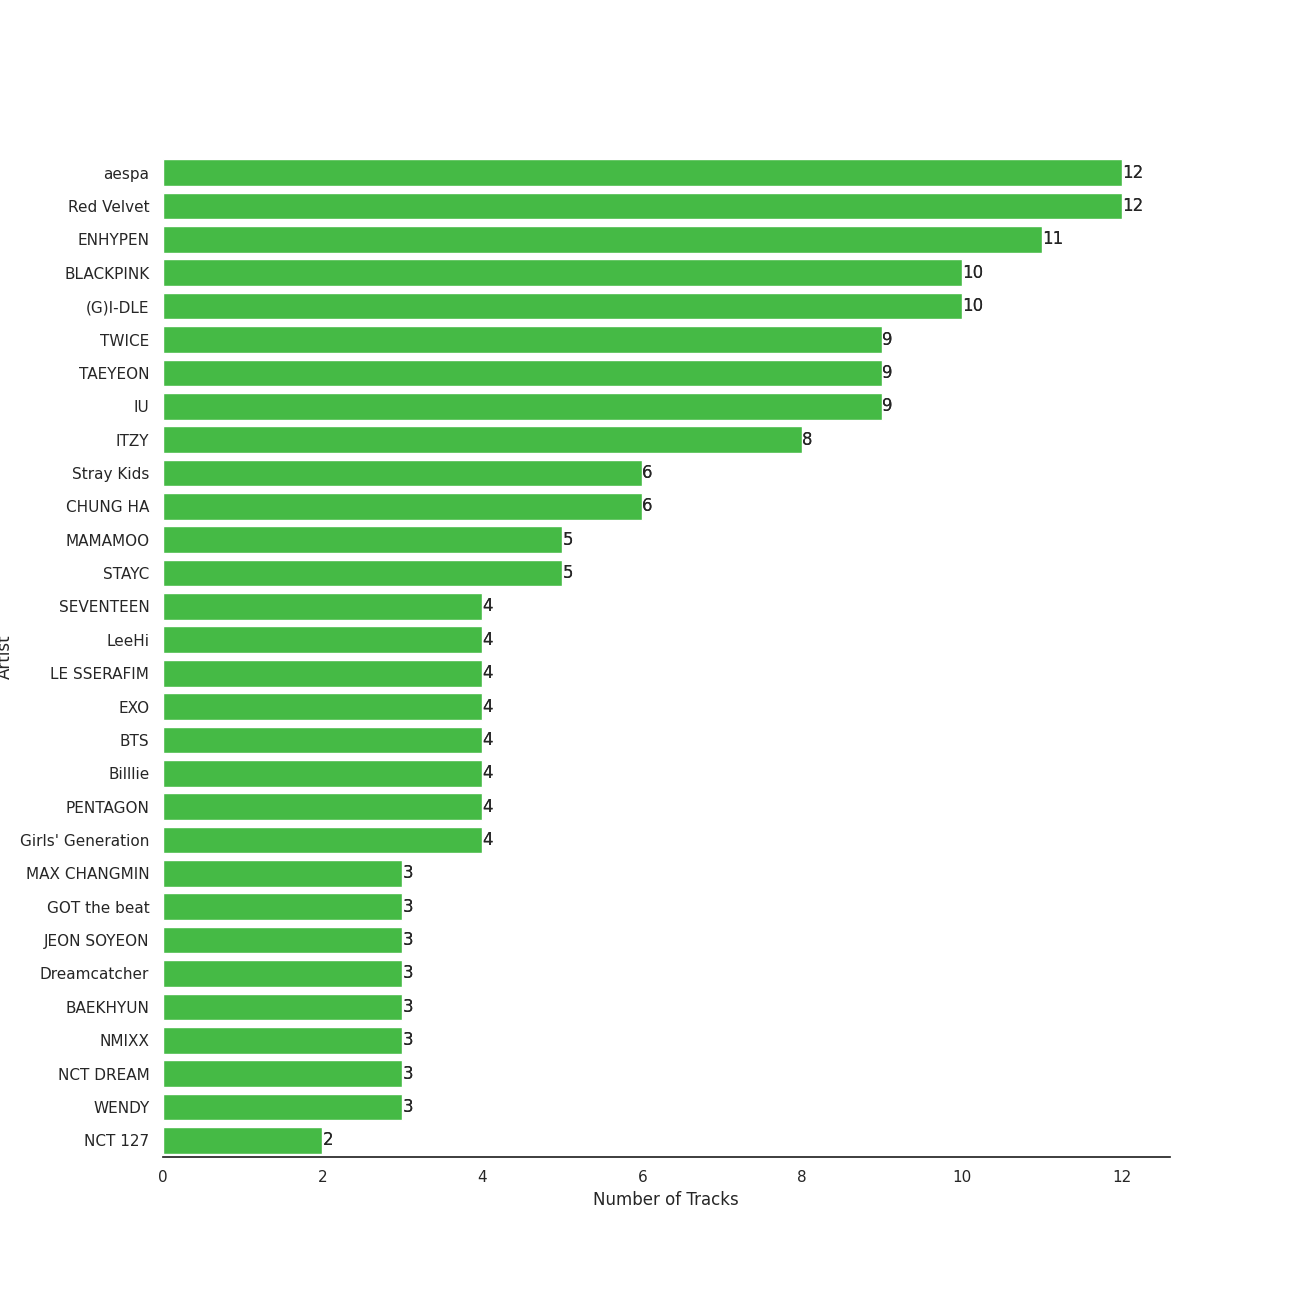 aespa 12
Red Velvet 12
ENHYPEN 11
BLACKPINK 10
(G)I-DLE 10
TWICE 9
TAEYEON 9
IU 9
ITZY 8
Stray Kids 6
CHUNG HA 6
MAMAMOO 5
STAYC 5
SEVENTEEN 4
LeeHi 4
LE SSERAFIM 4
EXO 4
BTS 4
Billlie 4
PENTAGON 4
Girls' Generation 4
MAX CHANGMIN 3
GOT the beat 3
JEON SOYEON 3
Dreamcatcher 3
BAEKHYUN 3
NMIXX 3
NCT DREAM 3
WENDY 3
NCT 127 2
Artist
0 2 4 6 8 10 12
Number of Tracks